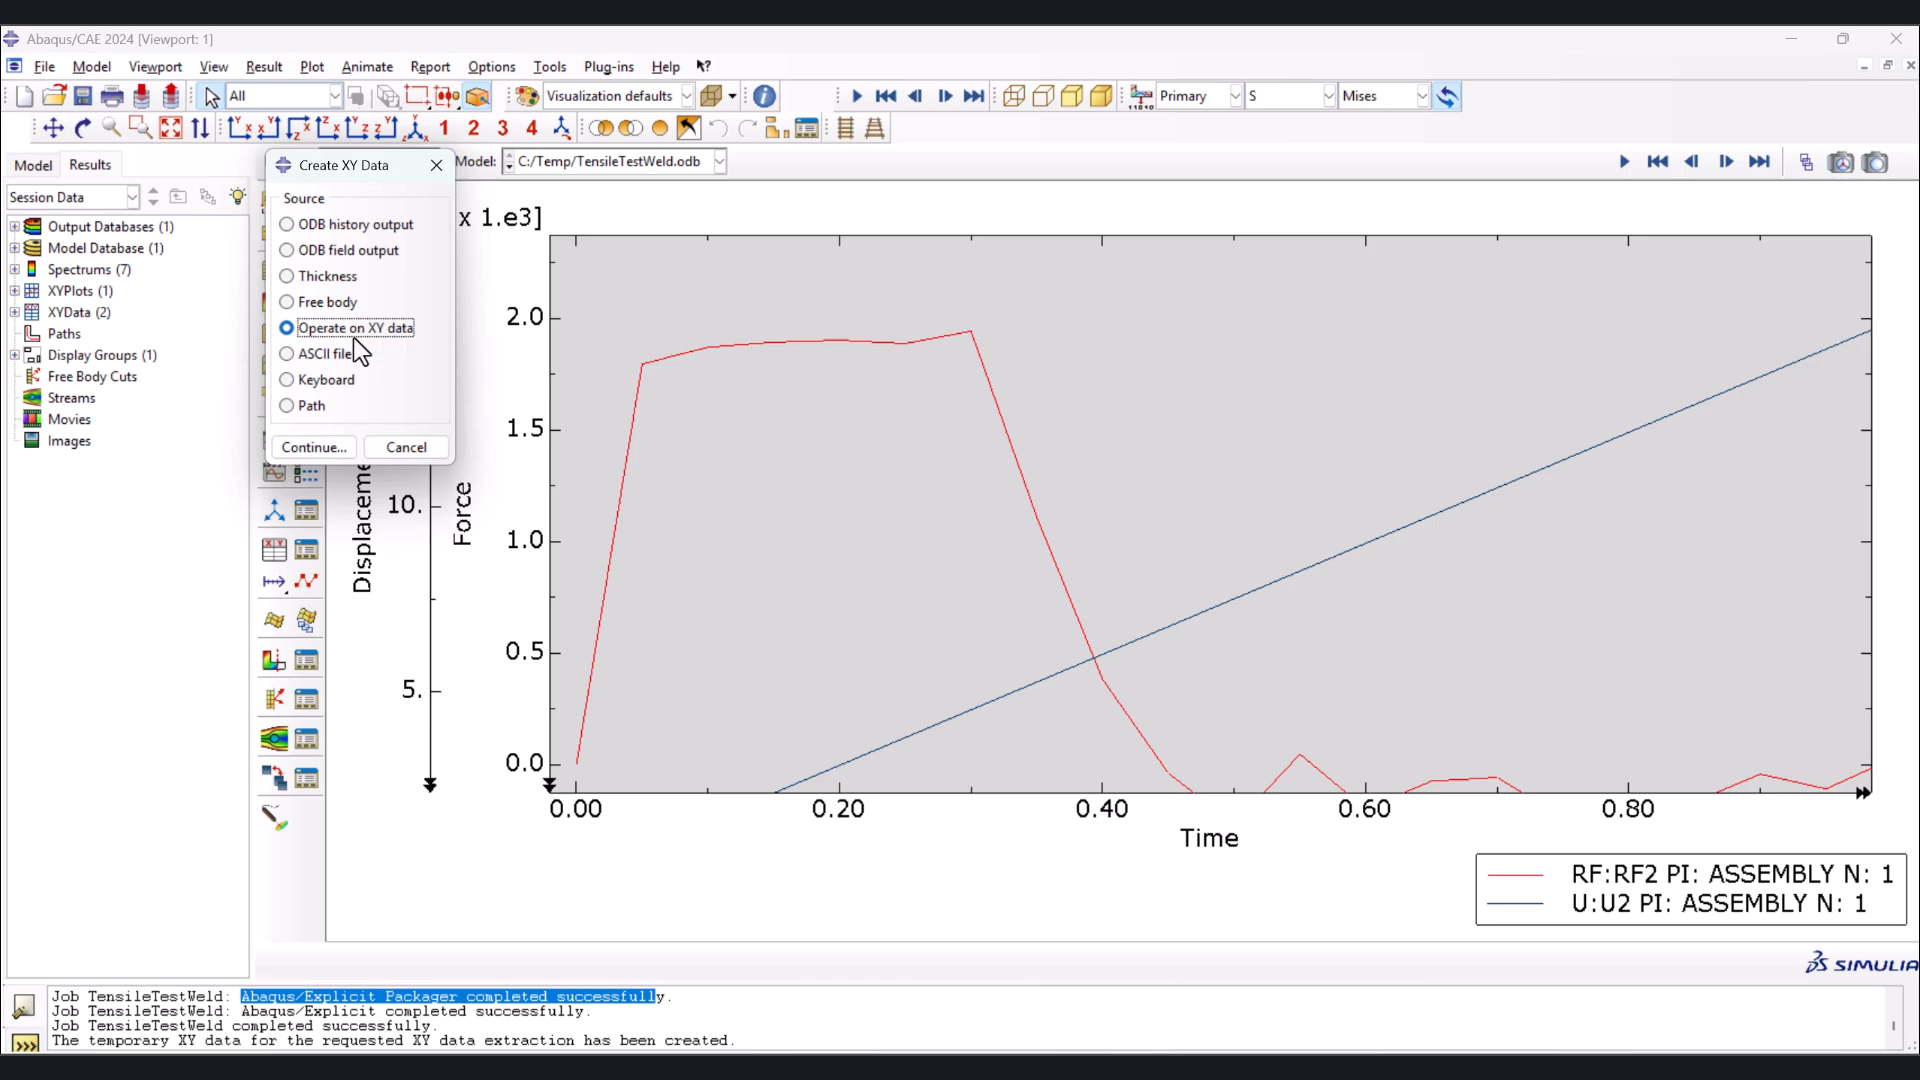 Abaqus/CAE 2024 [Viewport: 1]
File Model Viewport View Result Plot Animate Report Options Tools Plug-ins Help
All Visualization defaults Primary S Mises
1 2 3 4
Model Results
Model: C:/Temp/TensileTestWeld.odb
Session Data
Output Databases (1)
Model Database (1)
Spectrums (7)
XYPlots (1)
XYData (2)
Paths
Display Groups (1)
Free Body Cuts
Streams
Movies
Images
Create XY Data
Source
ODB history output
ODB field output
Thickness
Free body
Operate on XY data
ASCII file
Keyboard
Path
Continue... Cancel
x 1.e3]
2.0
1.5
1.0
0.5
0.0
10.
5.
Displaceme
Force
0.00 0.20 0.40 0.60 0.80
Time
RF:RF2 PI: ASSEMBLY N: 1
U:U2 PI: ASSEMBLY N: 1
SIMULIA
Job TensileTestWeld: Abaqus/Explicit Packager completed successfully.
Job TensileTestWeld: Abaqus/Explicit completed successfully.
Job TensileTestWeld completed successfully.
The temporary XY data for the requested XY data extraction has been created.